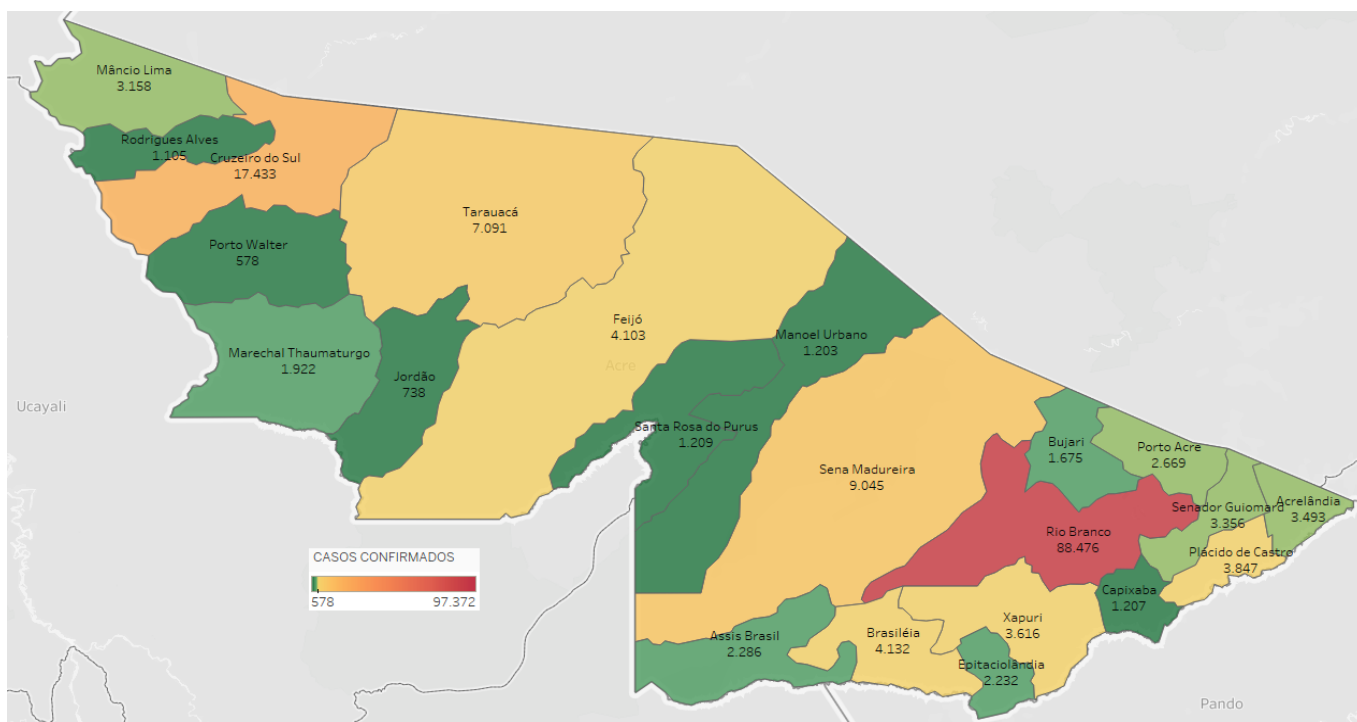 Mâncio Lima
3.158
Rodrigues Alves
1.105
Cruzeiro do Sul
17.433
Tarauacá
7.091
Porto Walter
578
Feijó
4.103
Manoel Urbano
1.203
Marechal Thaumaturgo
1.922
Acre
Jordão
738
Ucayali
Santa Rosa do Purus
1.209
Bujari
1.675
Porto Acre
2.669
Sena Madureira
9.045
Senador Guiomard
3.356
Acrelândia
3.493
Rio Branco
88.476
Plácido de Castro
3.847
CASOS CONFIRMADOS
578 97.372
Capixaba
1.207
Xapuri
3.616
Assis Brasil
2.286
Brasiléia
4.132
Epitaciolândia
2.232
Pando